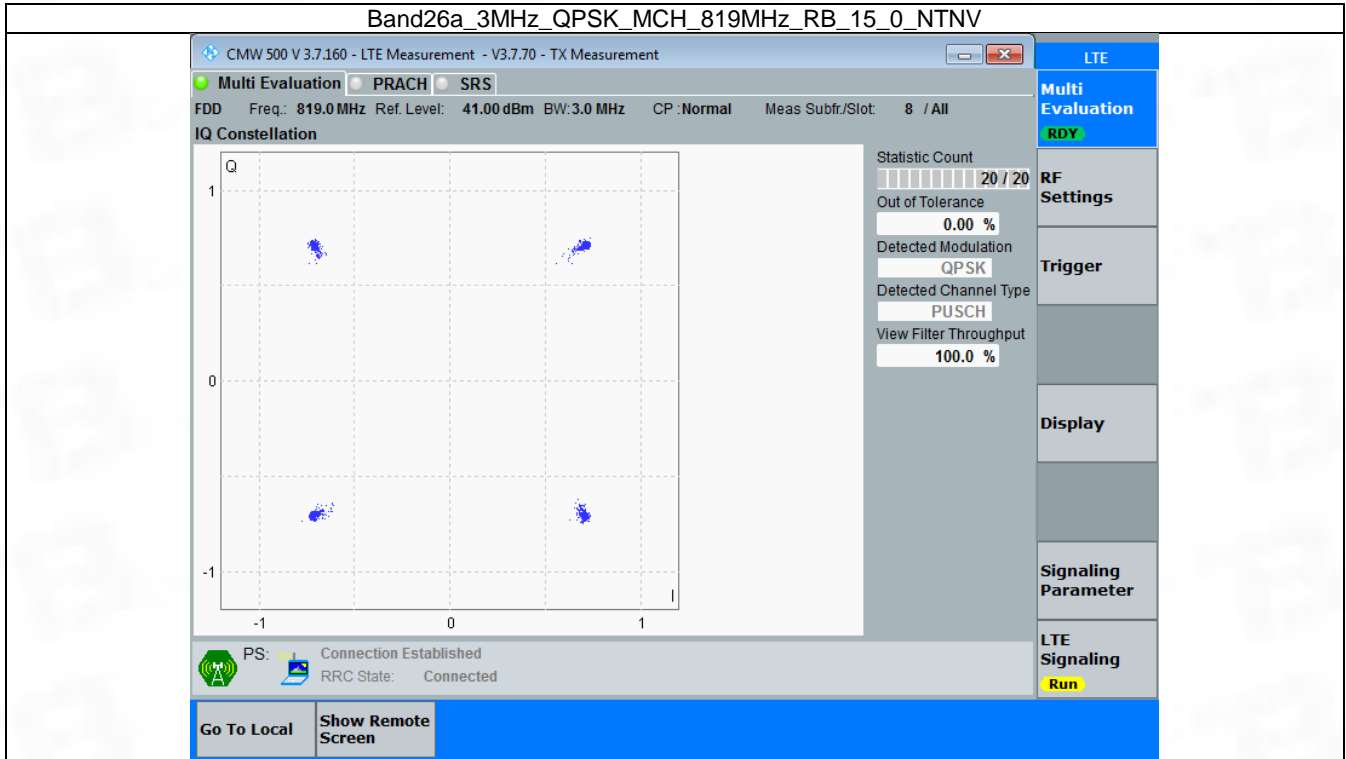 Band26a_3MHz_QPSK_MCH_819MHz_RB_15_0_NTNV
CMW 500 V 3.7.160 - LTE Measurement - V3.7.70 - TX Measurement
LTE
Multi Evaluation PRACH SRS
Multi
Evaluation
RDY
FDD Freq.: 819.0 MHz Ref. Level: 41.00 dBm BW: 3.0 MHz CP : Normal Meas Subfr./Slot: 8 / All
IQ Constellation
Q
1
0
-1
I
-1 0 1
Statistic Count
20 / 20
Out of Tolerance
0.00 %
Detected Modulation
QPSK
Detected Channel Type
PUSCH
View Filter Throughput
100.0 %
RF
Settings
Trigger
Display
Signaling
Parameter
LTE
Signaling
Run
PS: Connection Established
RRC State: Connected
Go To Local
Show Remote
Screen